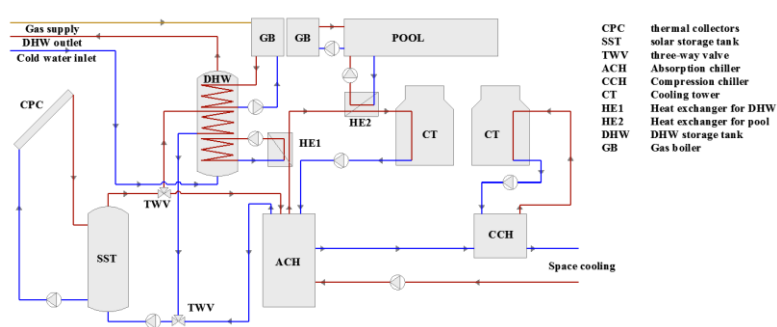 Gas supply
DHW outlet
Cold water inlet
GB
GB
POOL
DHW
CPC
HE2
HE1
CT
CT
TWV
SST
ACH
CCH
TWV
Space cooling
CPC thermal collectors
SST solar storage tank
TWV three-way valve
ACH Absorption chiller
CCH Compression chiller
CT Cooling tower
HE1 Heat exchanger for DHW
HE2 Heat exchanger for pool
DHW DHW storage tank
GB Gas boiler